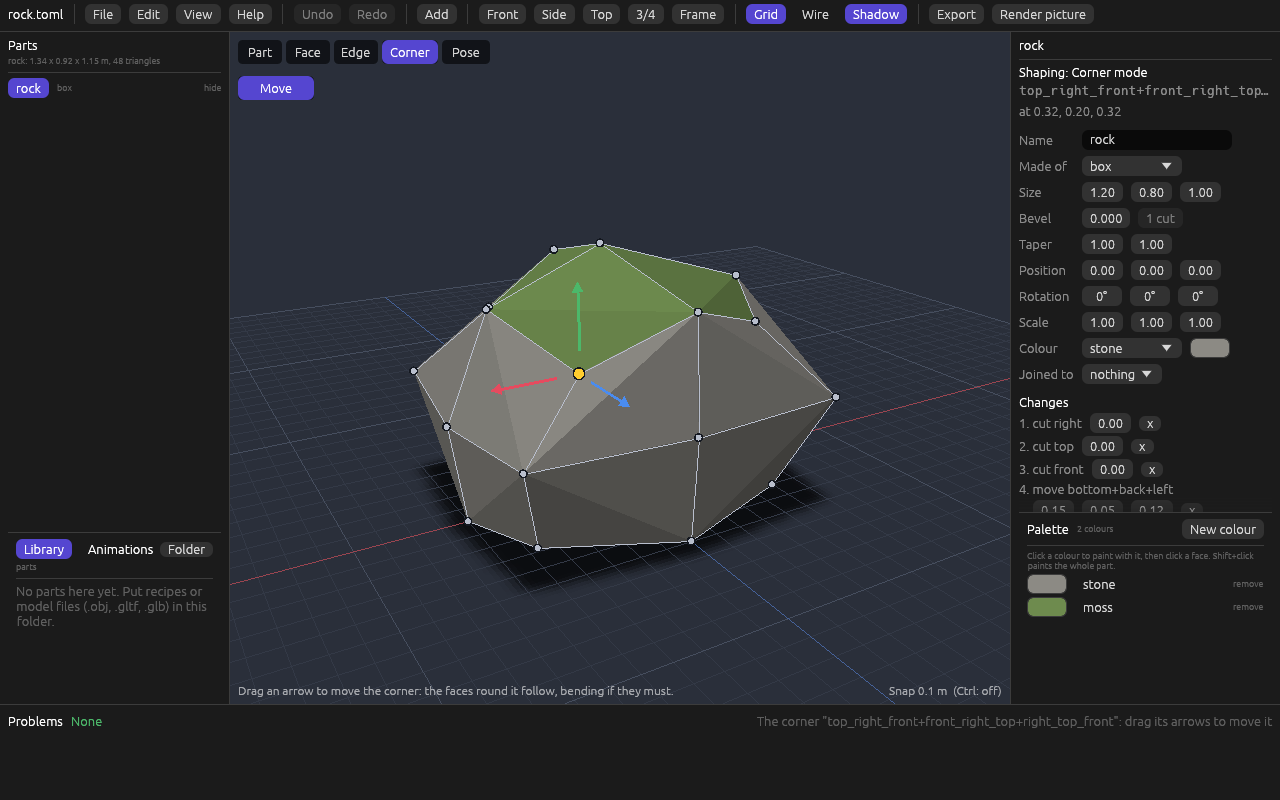 rock.toml File Edit View Help Undo Redo Add Front Side Top 3/4 Frame Grid Wire Shadow Export Render picture
Parts
rock: 1.34 x 0.92 x 1.15 m, 48 triangles
rock box hide
Library Animations Folder
parts
No parts here yet. Put recipes or
model files (.obj, .gltf, .glb) in this
folder.
Part Face Edge Corner Pose
Move
Drag an arrow to move the corner: the faces round it follow, bending if they must.
Snap 0.1 m (Ctrl: off)
rock
Shaping: Corner mode
top_right_front+front_right_top…
at 0.32, 0.20, 0.32
Name rock
Made of box
Size 1.20 0.80 1.00
Bevel 0.000 1 cut
Taper 1.00 1.00
Position 0.00 0.00 0.00
Rotation 0° 0° 0°
Scale 1.00 1.00 1.00
Colour stone
Joined to nothing
Changes
1. cut right 0.00 x
2. cut top 0.00 x
3. cut front 0.00 x
4. move bottom+back+left
0.15 0.05 0.12 x
Palette 2 colours New colour
Click a colour to paint with it, then click a face. Shift+click
paints the whole part.
stone remove
moss remove
Problems None
The corner "top_right_front+front_right_top+right_top_front": drag its arrows to move it